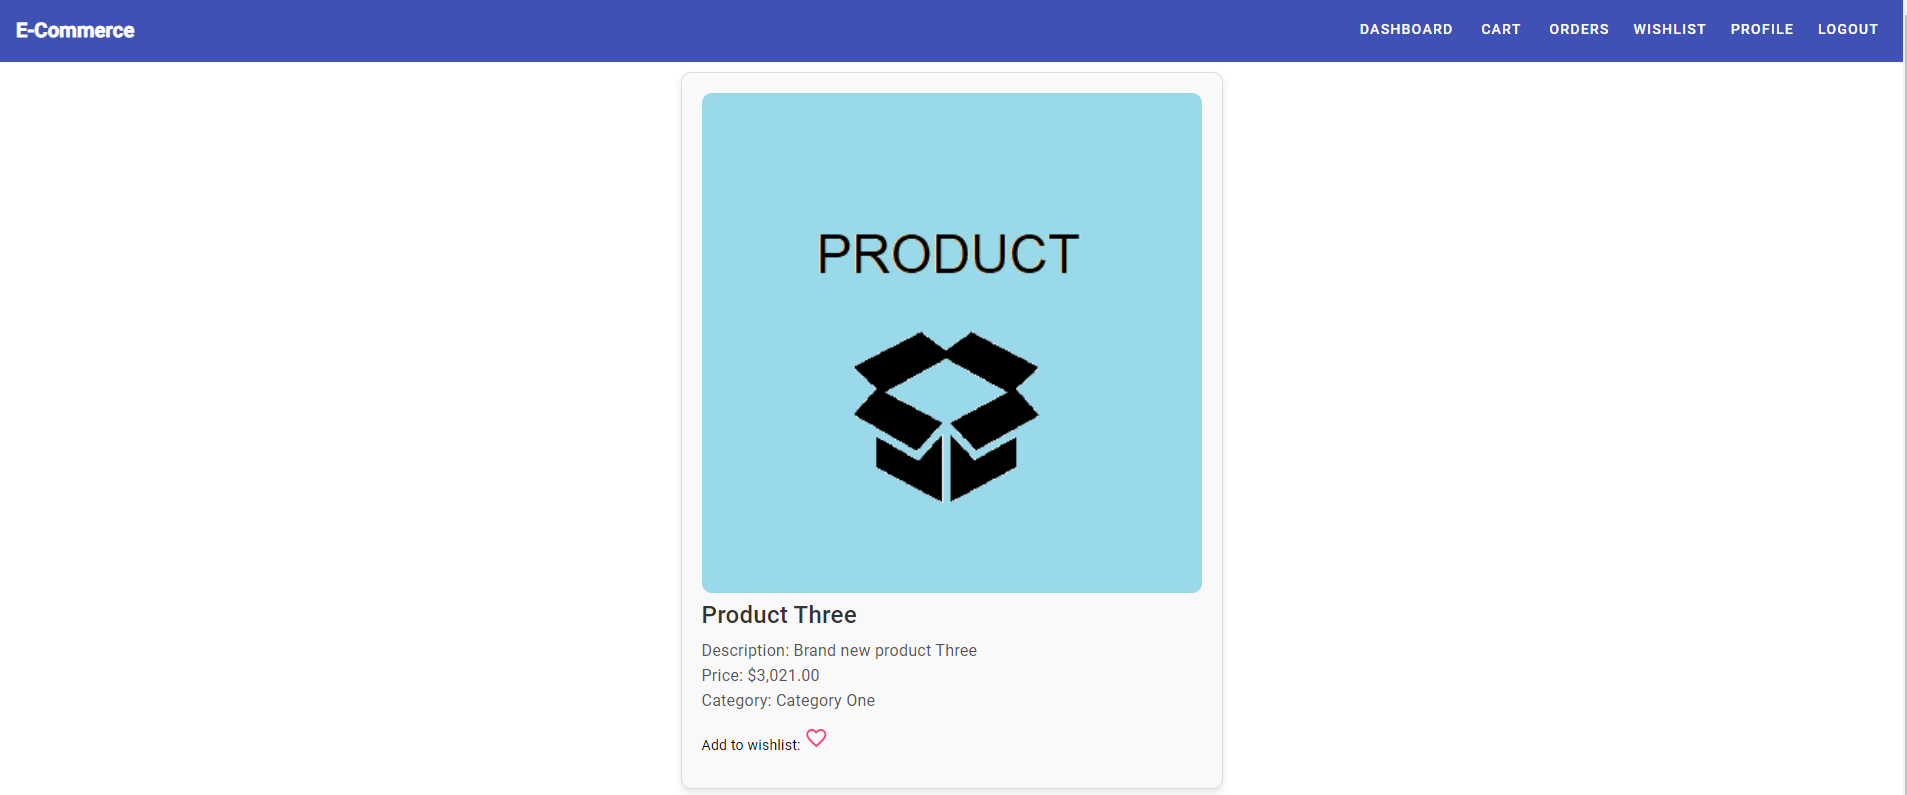 E-Commerce
DASHBOARD CART ORDERS WISHLIST PROFILE LOGOUT
PRODUCT
Product Three
Description: Brand new product Three
Price: $3,021.00
Category: Category One
Add to wishlist: